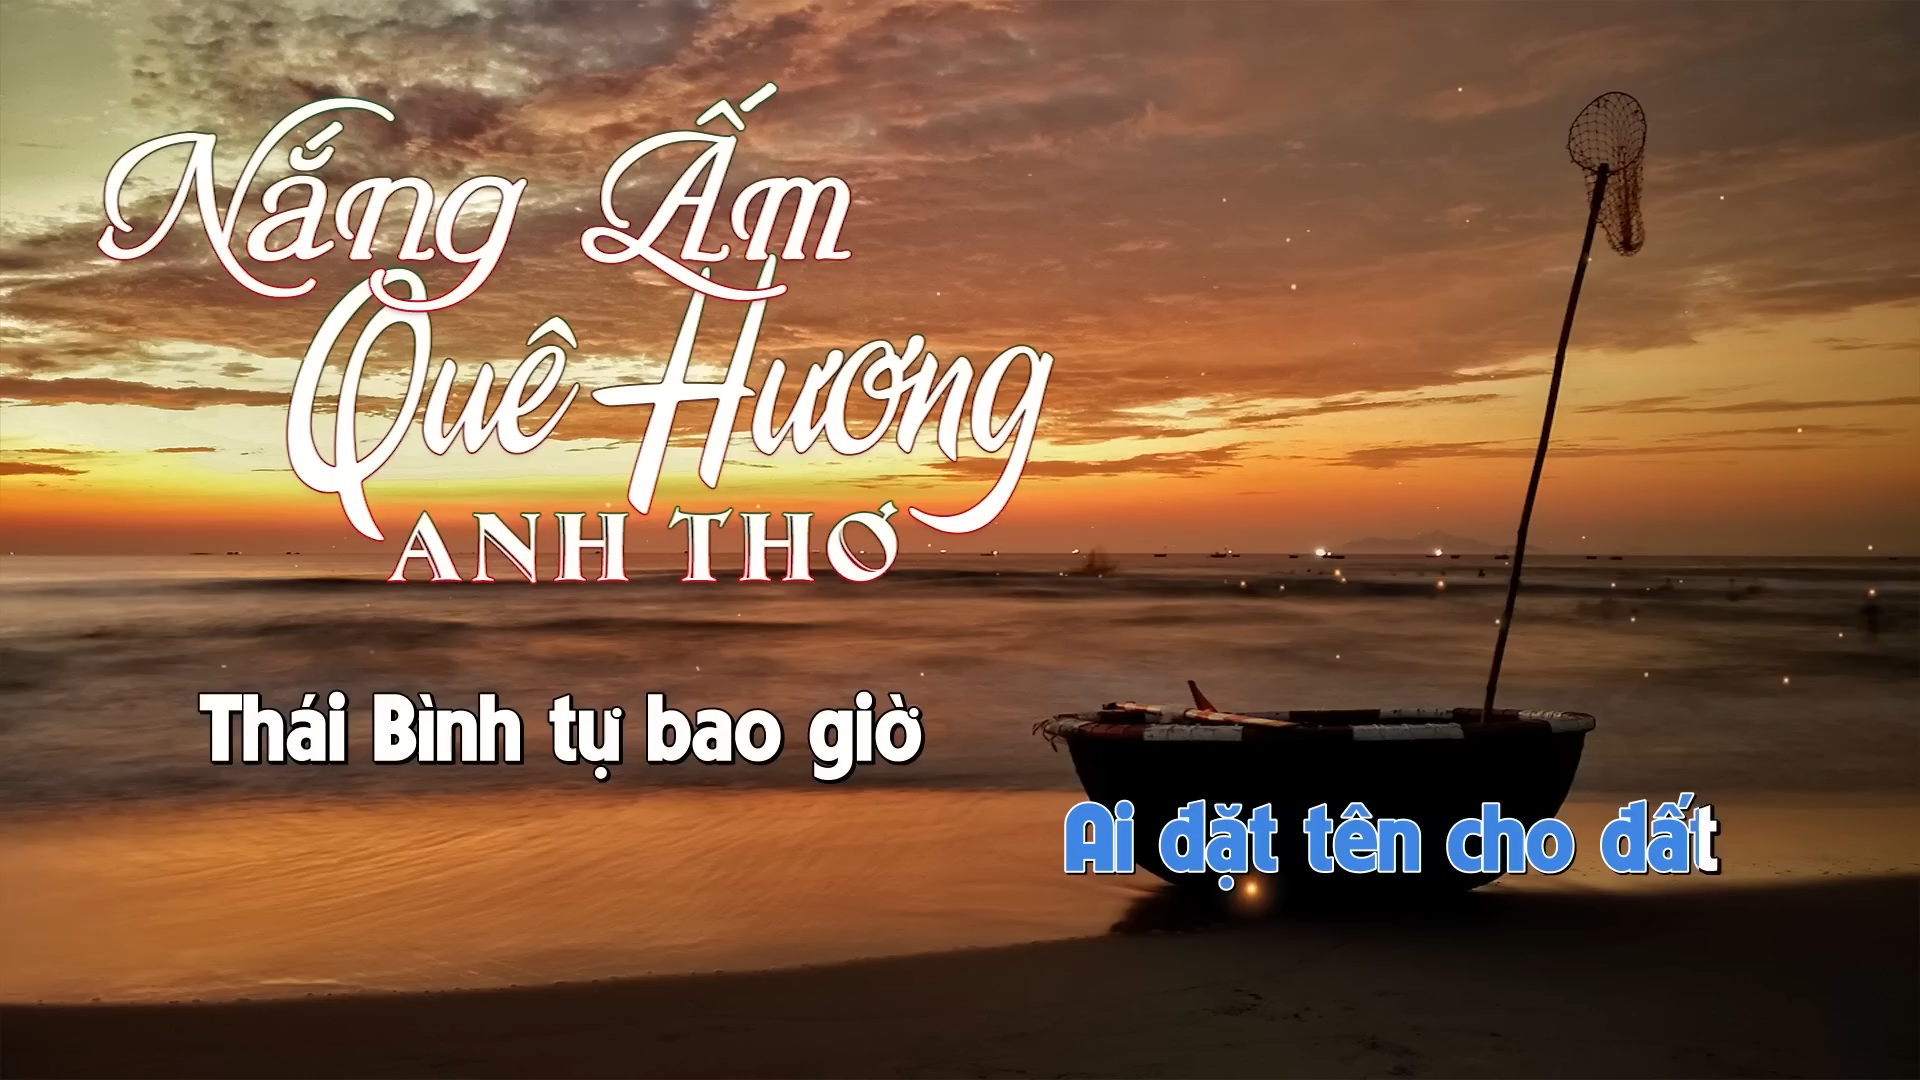 Nắng Ấm
Quê Hương
ANH THƠ
Thái Bình tự bao giờ
Ai đặt tên cho đất